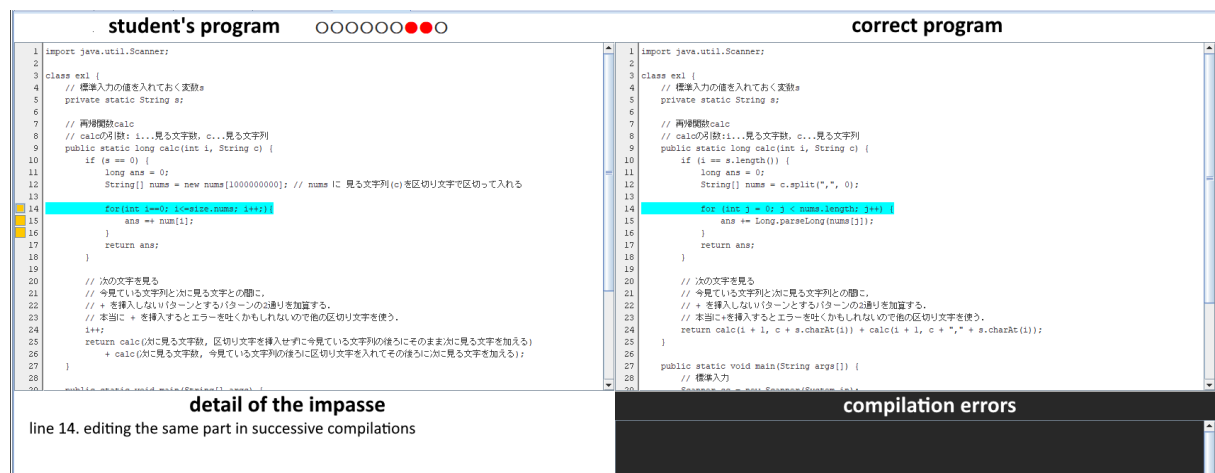 student's program OOOOOO●●O
1 import java.util.Scanner;
2
3 class ex1 {
4 // 標準入力の値を入れておく変数s
5 private static String s;
6
7 // 再帰関数calc
8 // calcの引数: i...見る文字数, c...見る文字列
9 public static long calc(int i, String c) {
10 if (s == 0) {
11 long ans = 0;
12 String[] nums = new nums[1000000000]; // nums に 見る文字列(c)を区切り文字で区切って入れる
13
14 for(int i==0; i<=size.nums; i++;){
15 ans =+ num[i];
16 }
17 return ans;
18 }
19
20 // 次の文字を見る
21 // 今見ている文字列と次に見る文字との間に,
22 // + を挿入しないパターンとするパターンの2通りを加算する.
23 // 本当に + を挿入するとエラーを吐くかもしれないので他の区切り文字を使う.
24 i++;
25 return calc(次に見る文字数, 区切り文字を挿入せずに今見ている文字列の後ろにそのまま次に見る文字を加える)
26 + calc(次に見る文字数, 今見ている文字列の後ろに区切り文字を入れてその後ろに次に見る文字を加える);
27 }
28
29 public static void main(String[] args) {
correct program
1 import java.util.Scanner;
2
3 class ex1 {
4 // 標準入力の値を入れておく変数s
5 private static String s;
6
7 // 再帰関数calc
8 // calcの引数:i...見る文字数, c...見る文字列
9 public static long calc(int i, String c) {
10 if (i == s.length()) {
11 long ans = 0;
12 String[] nums = c.split(",", 0);
13
14 for (int j = 0; j < nums.length; j++) {
15 ans += Long.parseLong(nums[j]);
16 }
17 return ans;
18 }
19
20 // 次の文字を見る
21 // 今見ている文字列と次に見る文字列との間に,
22 // + を挿入しないパターンとするパターンの2通りを加算する.
23 // 本当に+を挿入するとエラーを吐くかもしれないので他の区切り文字を使う.
24 return calc(i + 1, c + s.charAt(i)) + calc(i + 1, c + "," + s.charAt(i));
25 }
26
27 public static void main(String args[]) {
28 // 標準入力
29 Scanner sc = new Scanner(System.in);
detail of the impasse
line 14. editing the same part in successive compilations
compilation errors